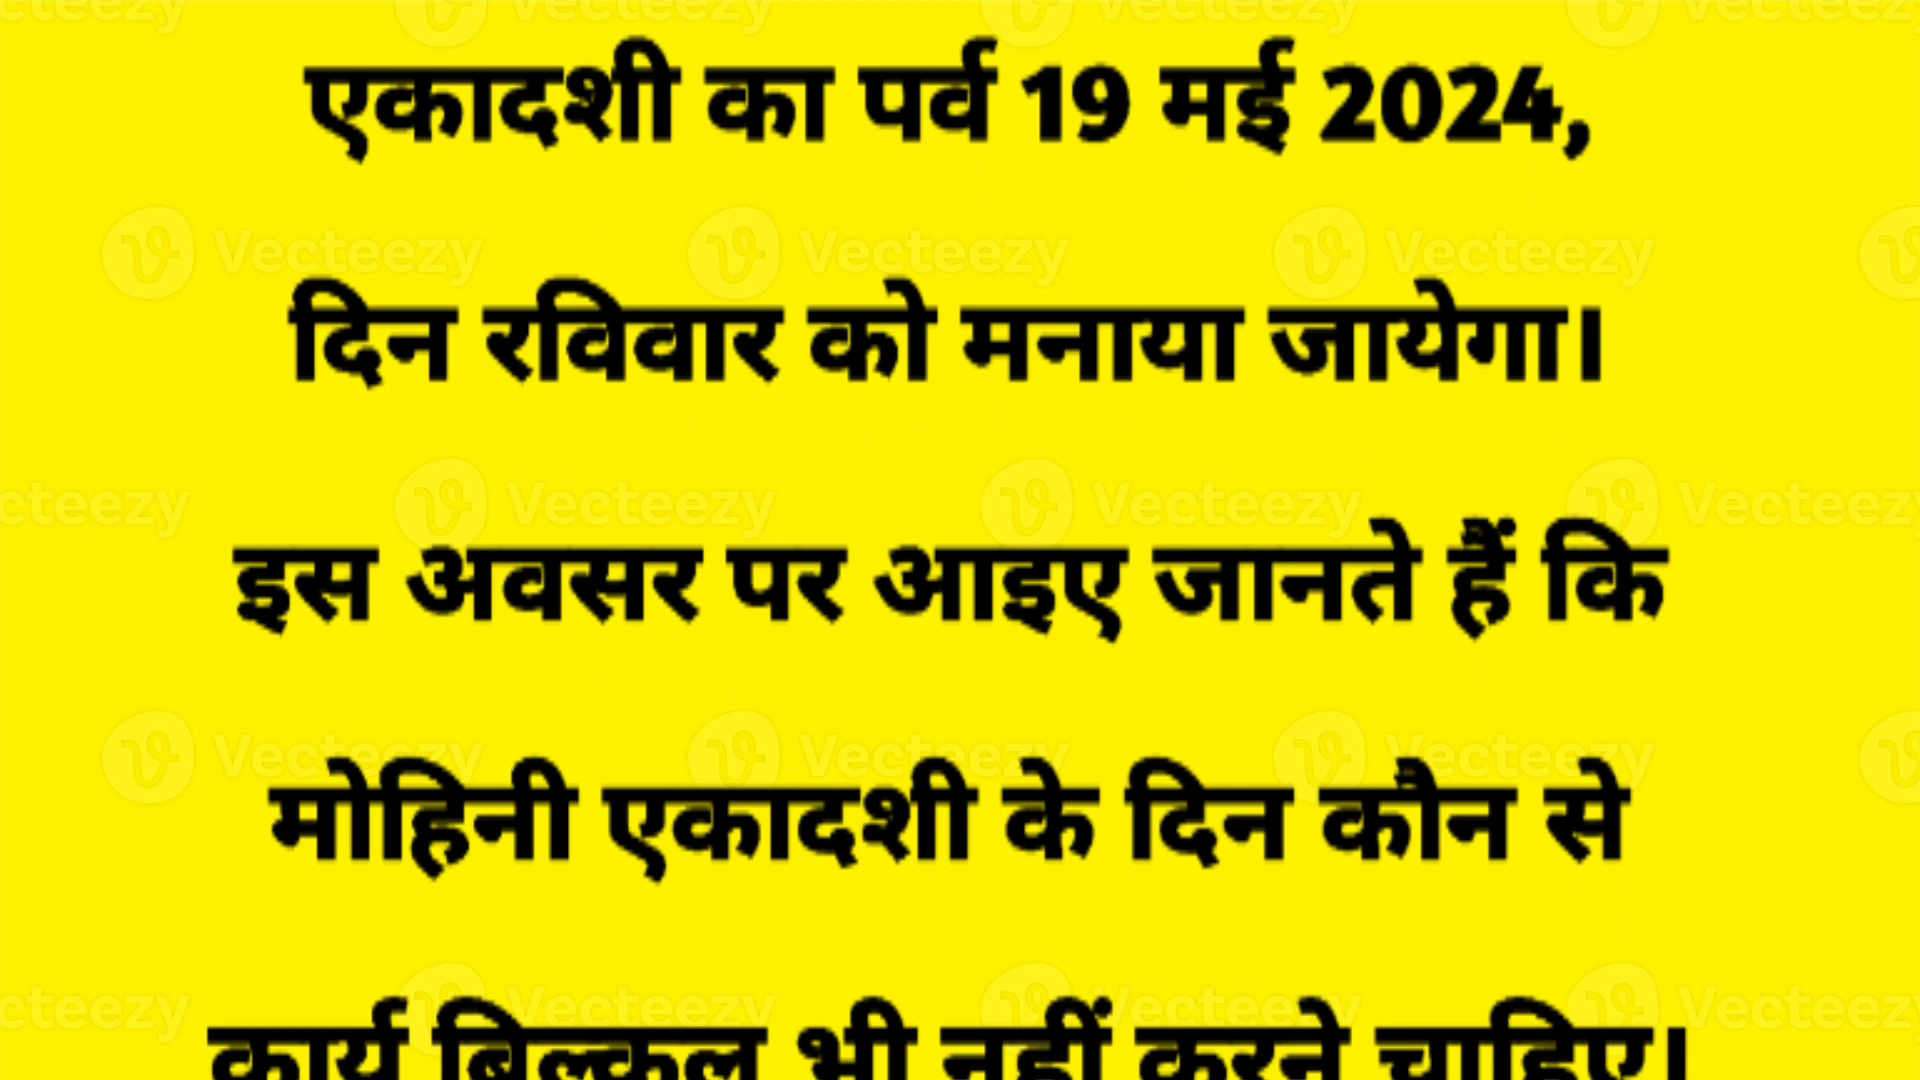 एकादशी का पर्व 19 मई 2024,
दिन रविवार को मनाया जायेगा।
इस अवसर पर आइए जानते हैं कि
मोहिनी एकादशी के दिन कौन से
कार्य बिल्कुल भी नहीं करने चाहिए।